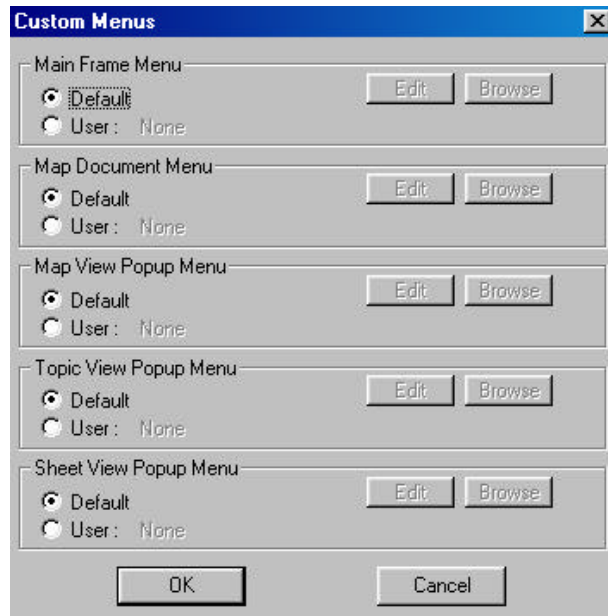 Custom Menus
Main Frame Menu
Default Edit Browse
User : None
Map Document Menu
Default Edit Browse
User : None
Map View Popup Menu
Default Edit Browse
User : None
Topic View Popup Menu
Default Edit Browse
User : None
Sheet View Popup Menu
Default Edit Browse
User : None
OK Cancel